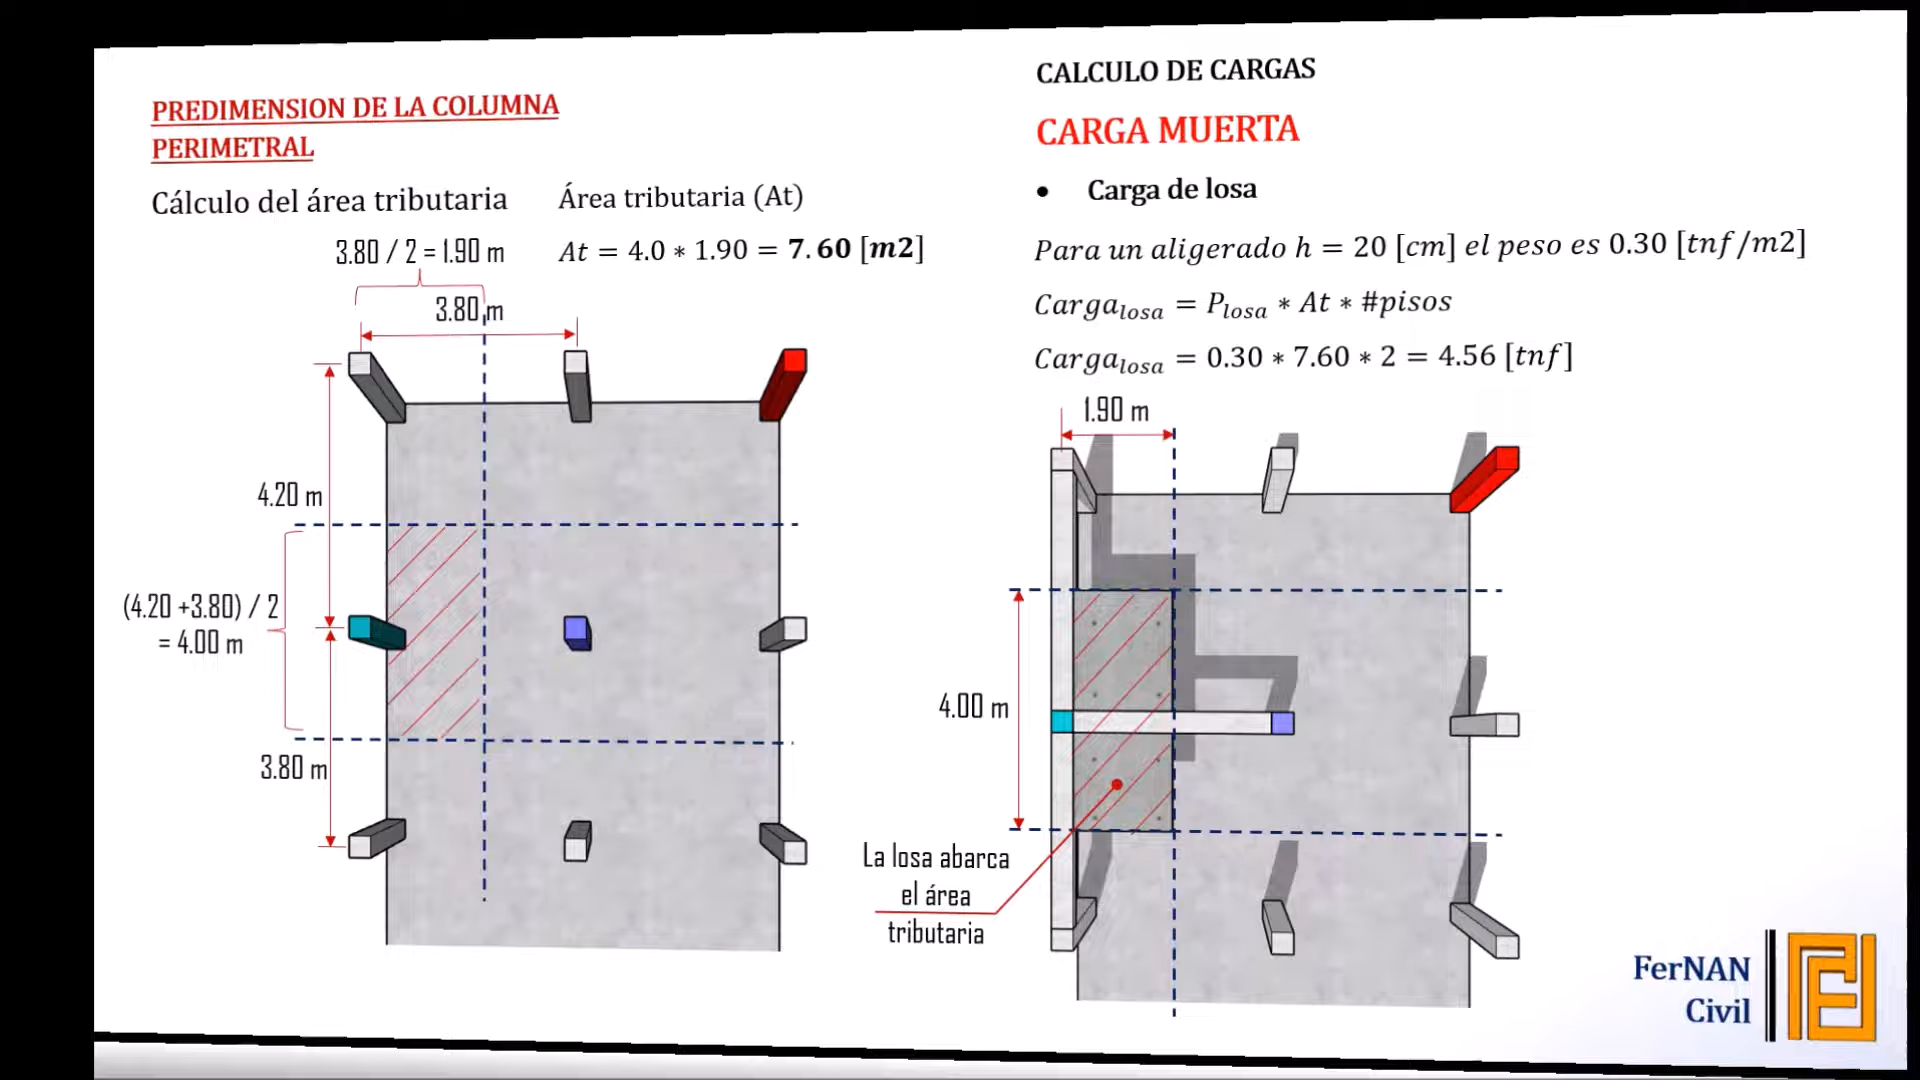 PREDIMENSION DE LA COLUMNA
PERIMETRAL
Cálculo del área tributaria
Área tributaria (At)
3.80 / 2 = 1.90 m
At = 4.0 ∗ 1.90 = 7.60 [m2]
3.80 m
4.20 m
(4.20 +3.80) / 2
= 4.00 m
3.80 m
CALCULO DE CARGAS
CARGA MUERTA
• Carga de losa
Para un aligerado h = 20 [cm] el peso es 0.30 [tnf/m2]
Carga_losa = P_losa ∗ At ∗ #pisos
Carga_losa = 0.30 ∗ 7.60 ∗ 2 = 4.56 [tnf]
1.90 m
4.00 m
La losa abarca
el área
tributaria
FerNAN
Civil